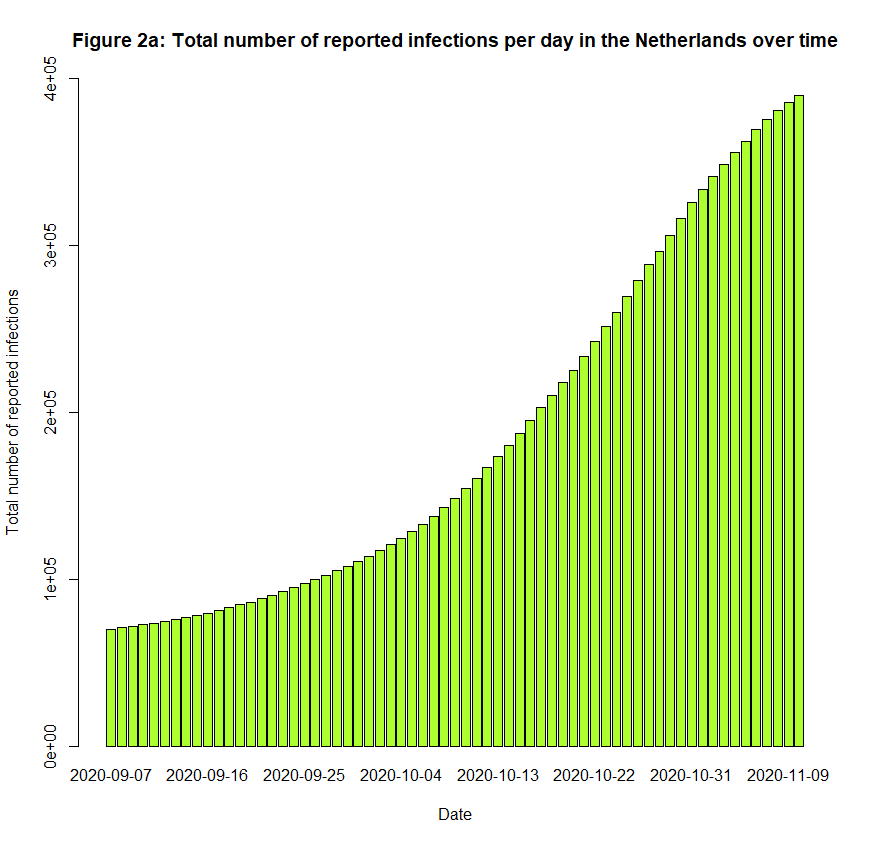 Figure 2a: Total number of reported infections per day in the Netherlands over time
Total number of reported infections
4e+05
3e+05
2e+05
1e+05
0e+00
2020-09-07 2020-09-16 2020-09-25 2020-10-04 2020-10-13 2020-10-22 2020-10-31 2020-11-09
Date